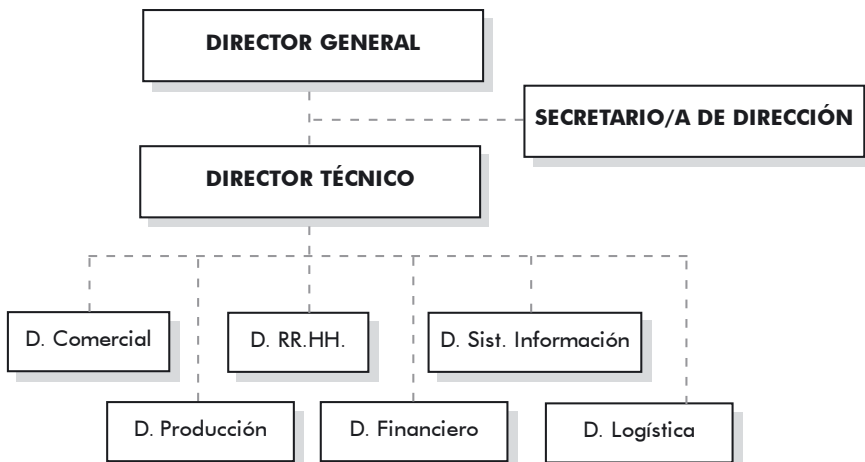 DIRECTOR GENERAL
SECRETARIO/A DE DIRECCIÓN
DIRECTOR TÉCNICO
D. Comercial
D. RR.HH.
D. Sist. Información
D. Producción
D. Financiero
D. Logística